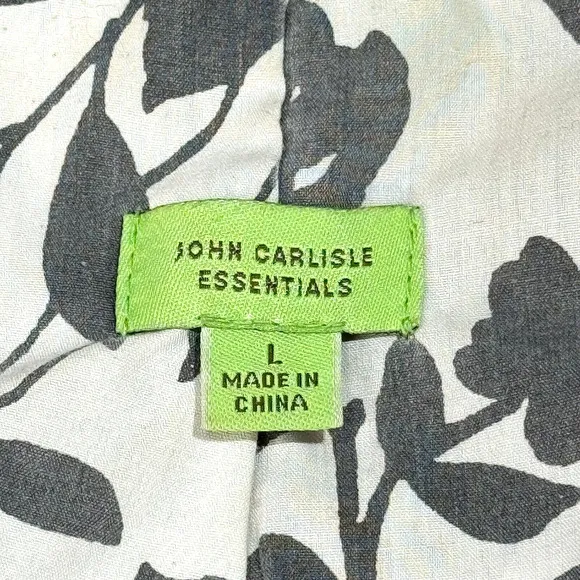 JOHN CARLISLE
ESSENTIALS
L
MADE IN
CHINA